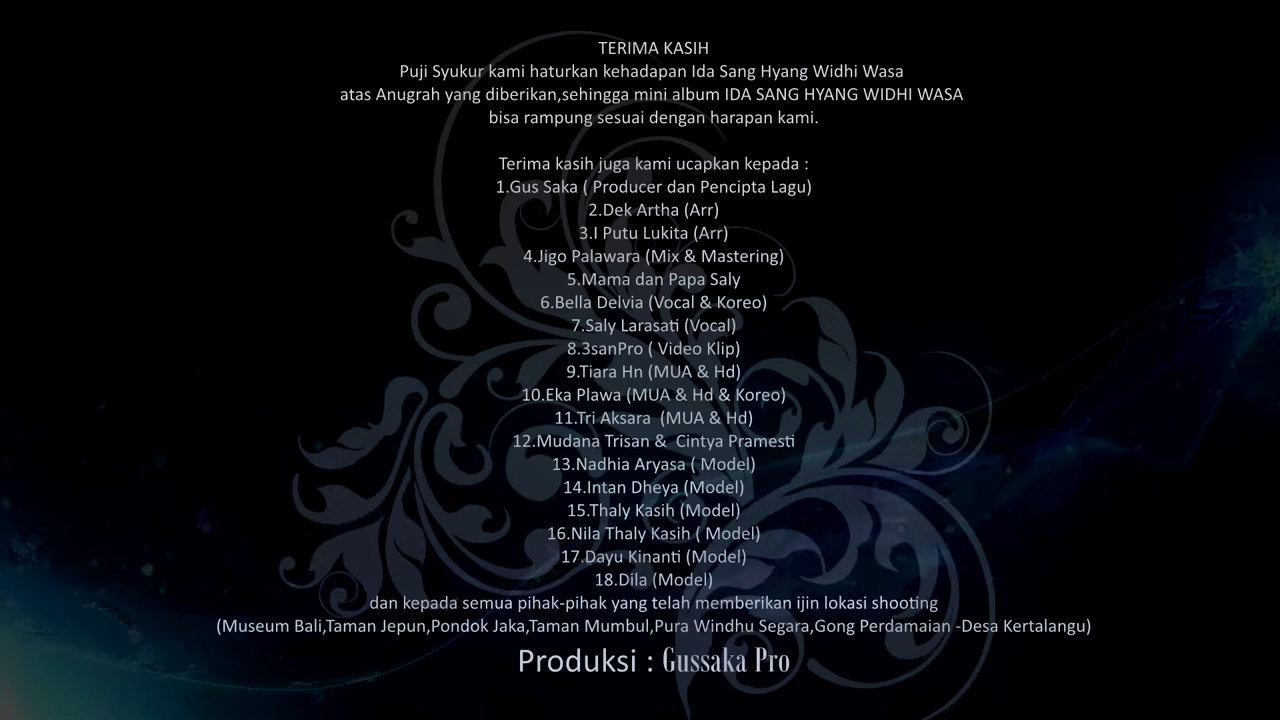 TERIMA KASIH
Puji Syukur kami haturkan kehadapan Ida Sang Hyang Widhi Wasa
atas Anugrah yang diberikan,sehingga mini album IDA SANG HYANG WIDHI WASA
bisa rampung sesuai dengan harapan kami.
Terima kasih juga kami ucapkan kepada :
1.Gus Saka ( Producer dan Pencipta Lagu)
2.Dek Artha (Arr)
3.I Putu Lukita (Arr)
4.Jigo Palawara (Mix & Mastering)
5.Mama dan Papa Saly
6.Bella Delvia (Vocal & Koreo)
7.Saly Larasati (Vocal)
8.3sanPro ( Video Klip)
9.Tiara Hn (MUA & Hd)
10.Eka Plawa (MUA & Hd & Koreo)
11.Tri Aksara  (MUA & Hd)
12.Mudana Trisan &  Cintya Pramesti
13.Nadhia Aryasa ( Model)
14.Intan Dheya (Model)
15.Thaly Kasih (Model)
16.Nila Thaly Kasih ( Model)
17.Dayu Kinanti (Model)
18.Dila (Model)
dan kepada semua pihak-pihak yang telah memberikan ijin lokasi shooting
(Museum Bali,Taman Jepun,Pondok Jaka,Taman Mumbul,Pura Windhu Segara,Gong Perdamaian -Desa Kertalangu)
Produksi : Gussaka Pro